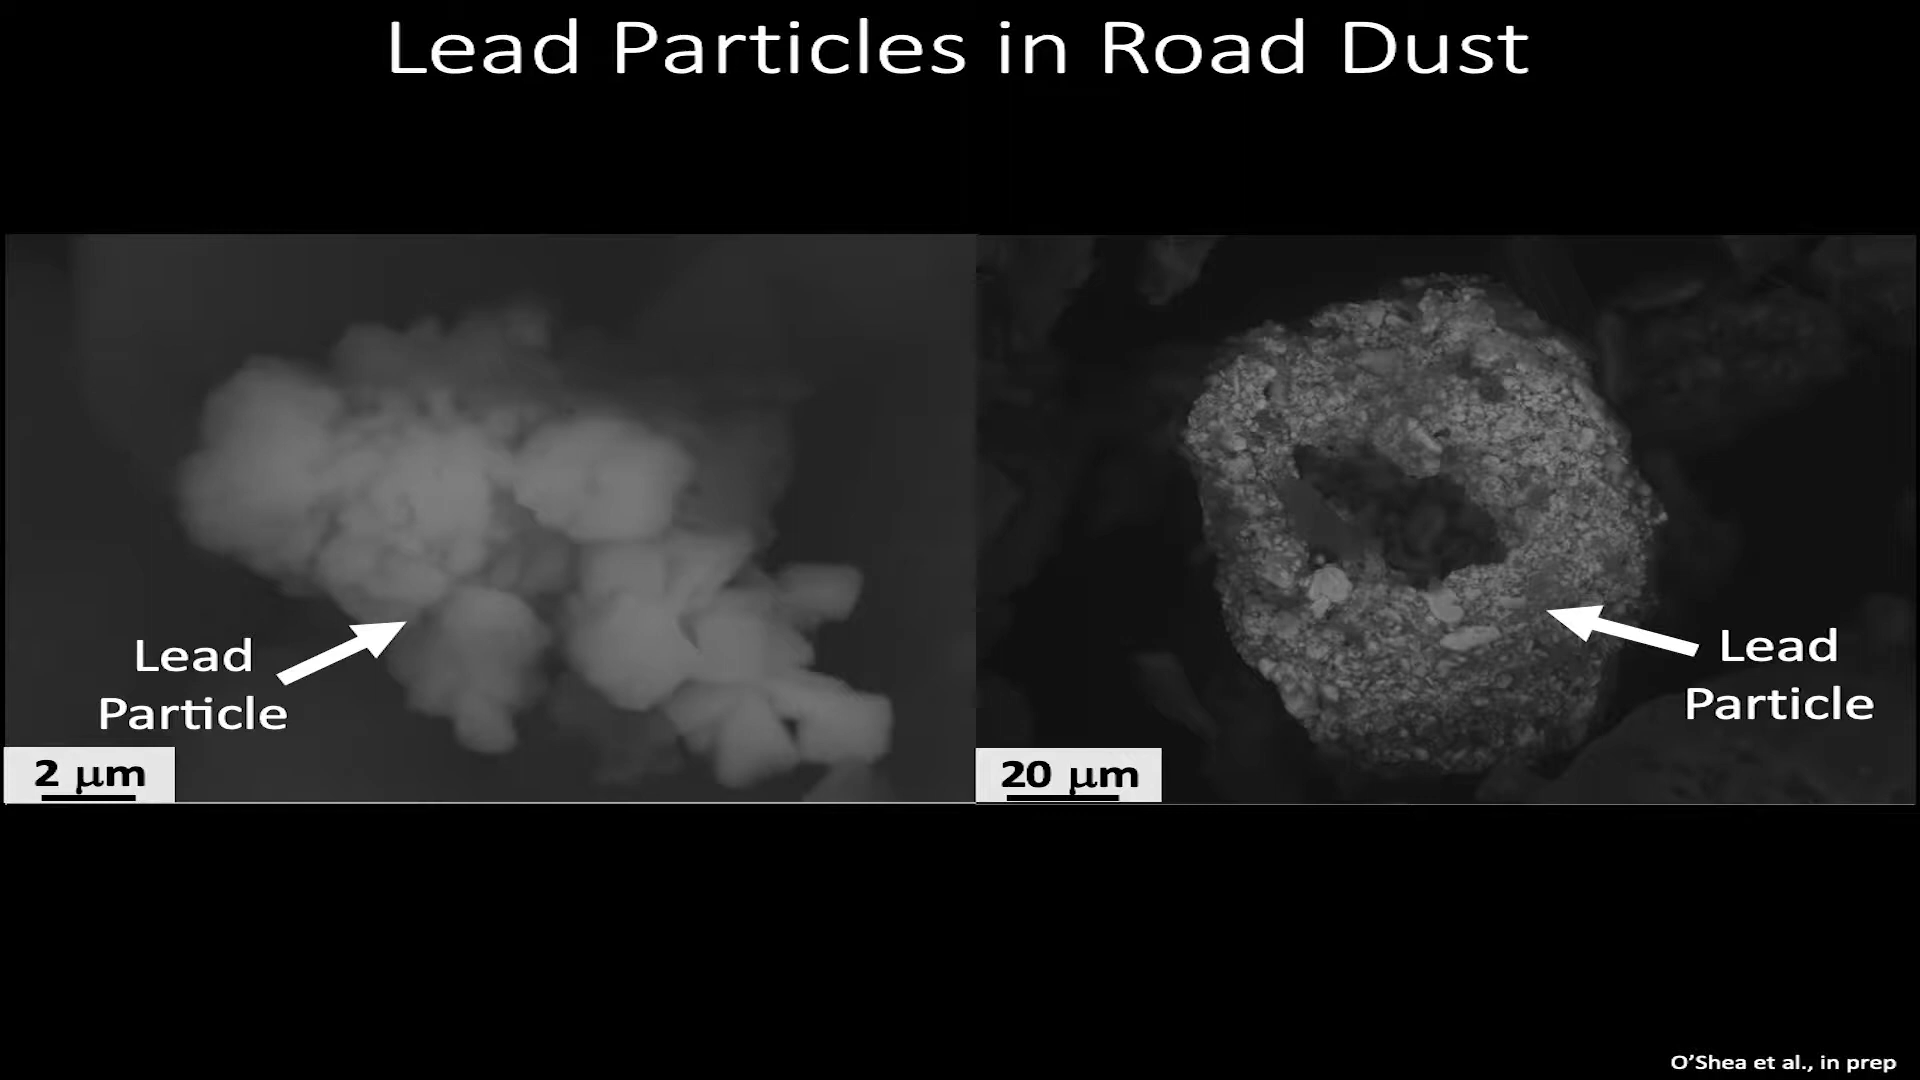 Lead Particles in Road Dust
Lead
Particle
2 μm
Lead
Particle
20 μm
O'Shea et al., in prep